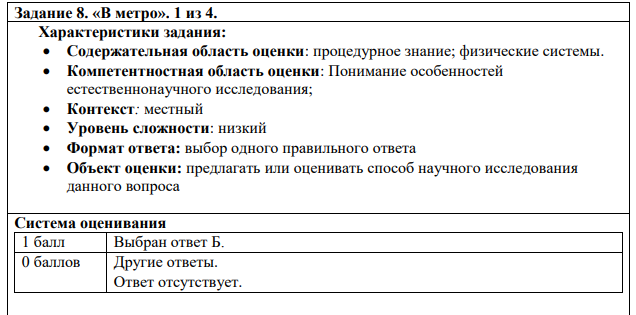 Задание 8. «В метро». 1 из 4.
Характеристики задания:
• Содержательная область оценки: процедурное знание; физические системы.
• Компетентностная область оценки: Понимание особенностей
естественнонаучного исследования;
• Контекст: местный
• Уровень сложности: низкий
• Формат ответа: выбор одного правильного ответа
• Объект оценки: предлагать или оценивать способ научного исследования
данного вопроса
Система оценивания
1 балл Выбран ответ Б.
0 баллов Другие ответы.
Ответ отсутствует.